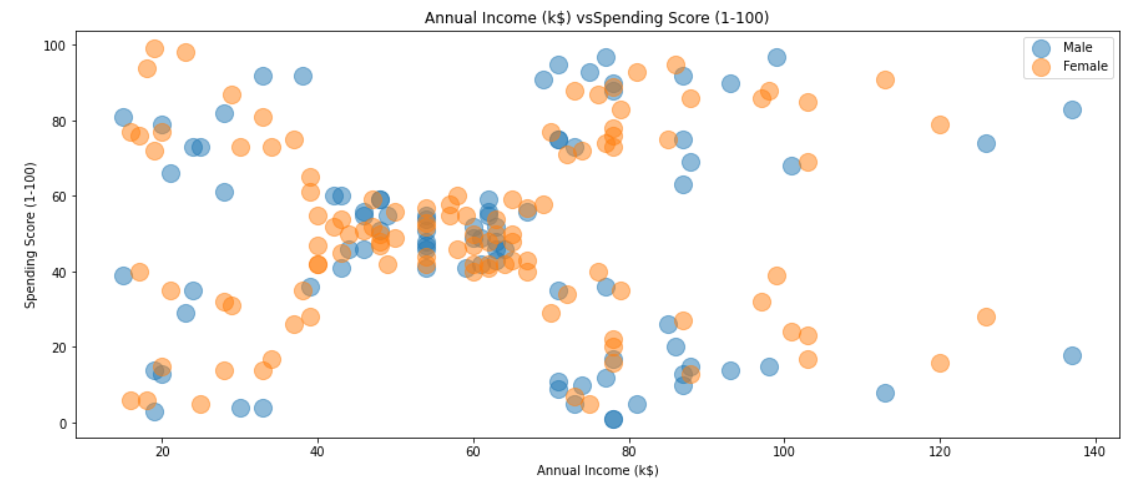 Annual Income (k$) vsSpending Score (1-100)
Male
Female
Spending Score (1-100)
100
80
60
40
20
0
20
40
60
80
100
120
140
Annual Income (k$)